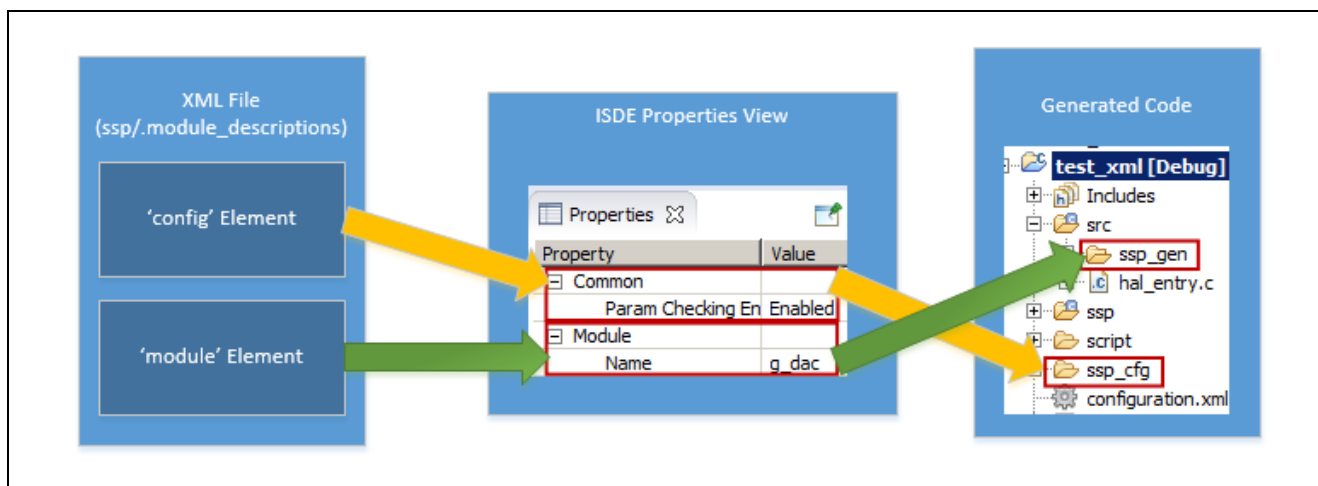 XML File
(ssp/.module_descriptions)
‘config’ Element
‘module’ Element
ISDE Properties View
Properties
Property Value
Common
Param Checking En Enabled
Module
Name g_dac
Generated Code
test_xml [Debug]
Includes
src
ssp_gen
hal_entry.c
ssp
script
ssp_cfg
configuration.xml